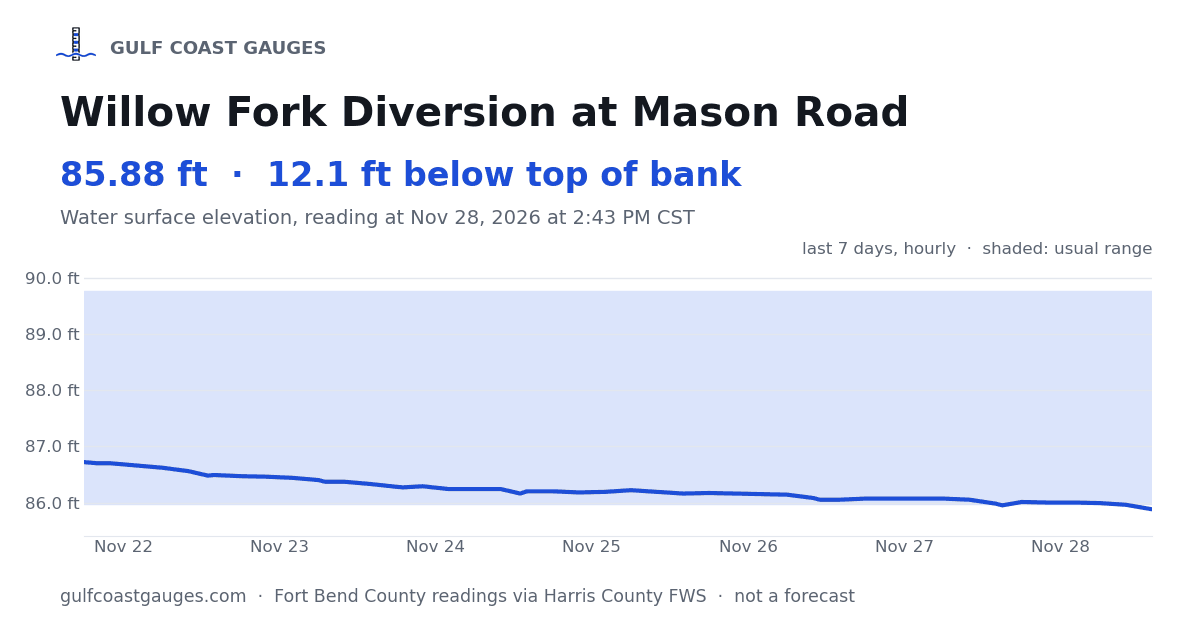 GULF COAST GAUGES
Willow Fork Diversion at Mason Road
85.88 ft · 12.1 ft below top of bank
Water surface elevation, reading at Nov 28, 2026 at 2:43 PM CST
last 7 days, hourly · shaded: usual range
90.0 ft
89.0 ft
88.0 ft
87.0 ft
86.0 ft
Nov 22 Nov 23 Nov 24 Nov 25 Nov 26 Nov 27 Nov 28
gulfcoastgauges.com · Fort Bend County readings via Harris County FWS · not a forecast